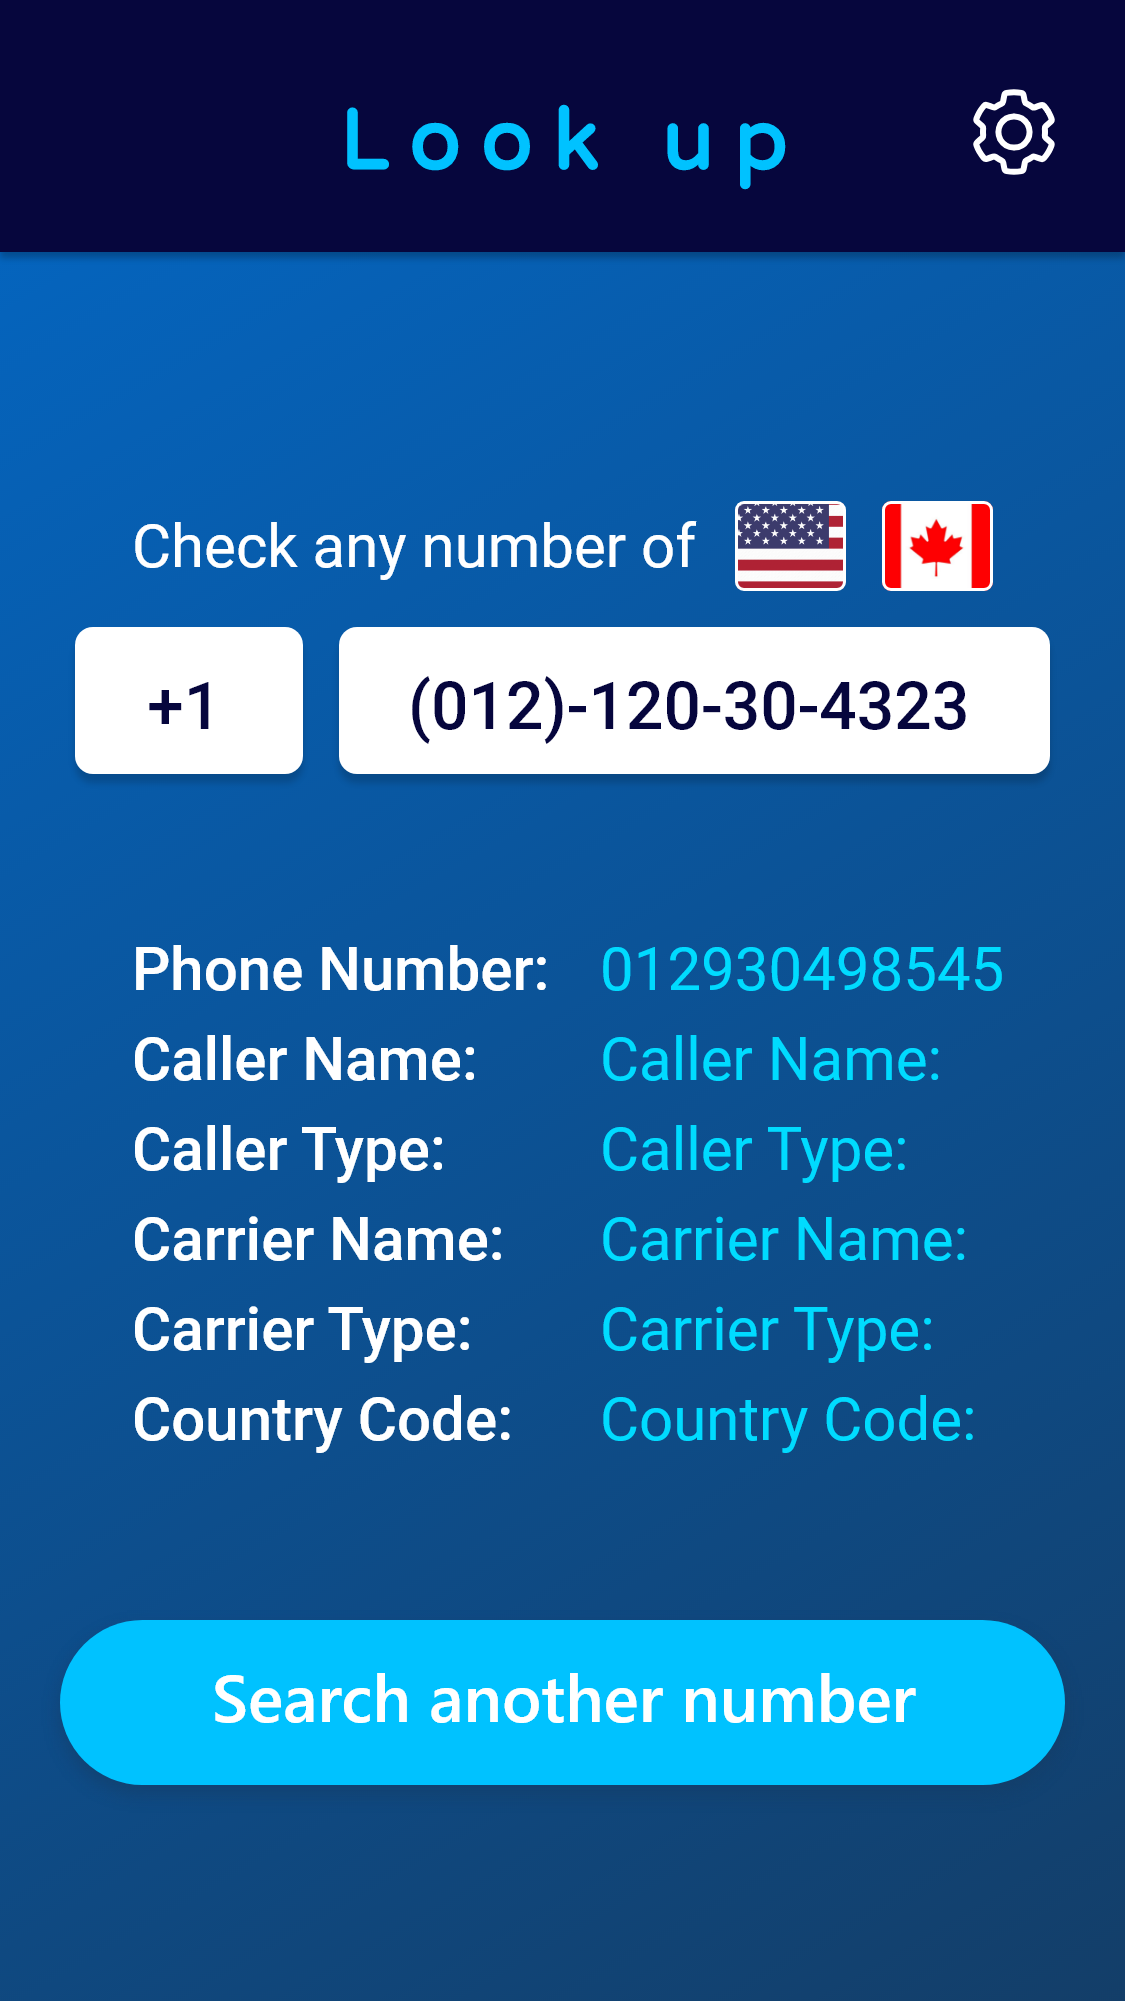 Look up
Check any number of
+1 (012)-120-30-4323
Phone Number: 012930498545
Caller Name: Caller Name:
Caller Type: Caller Type:
Carrier Name: Carrier Name:
Carrier Type: Carrier Type:
Country Code: Country Code:
Search another number